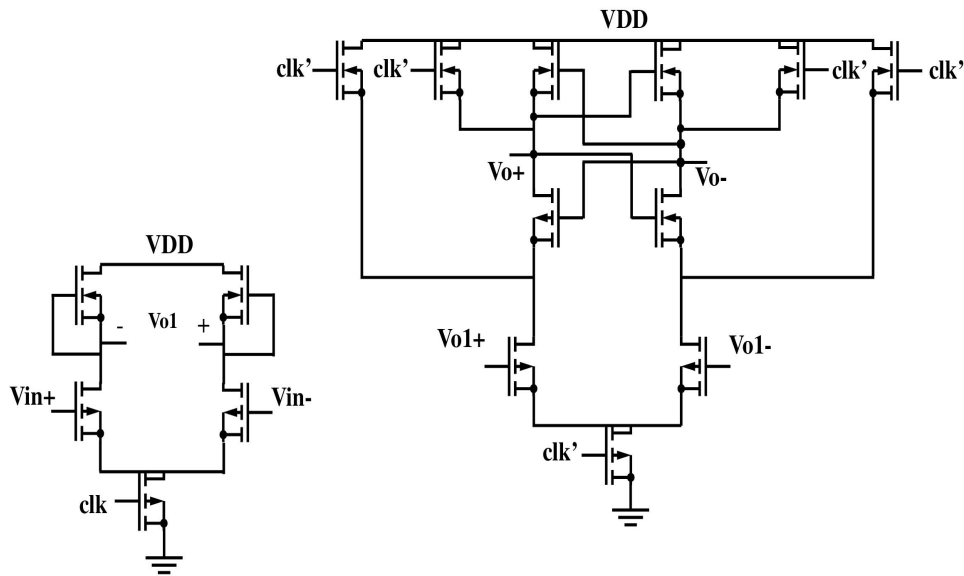 VDD
clk’
clk’
clk’
clk’
Vo+
Vo-
VDD
- Vo1 +
Vo1+
Vo1-
Vin+
Vin-
clk’
clk